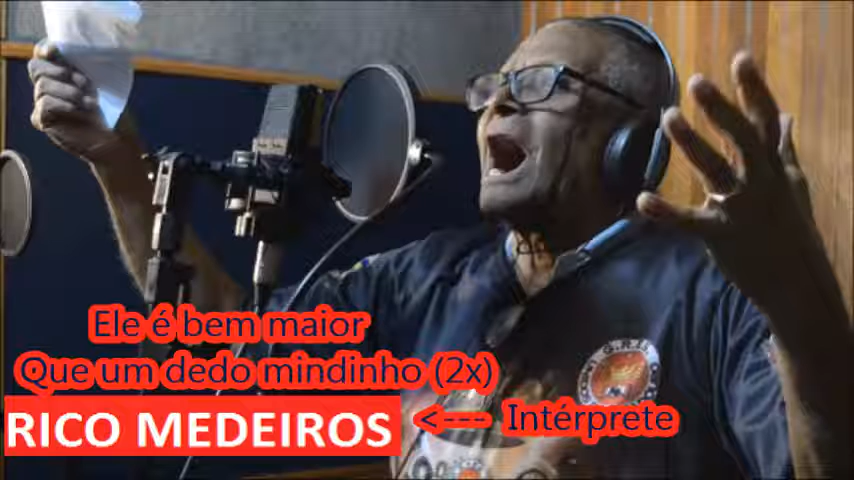 Ele é bem maior
Que um dedo mindinho (2x)
RICO MEDEIROS <--- Intérprete
G.R.E.S.